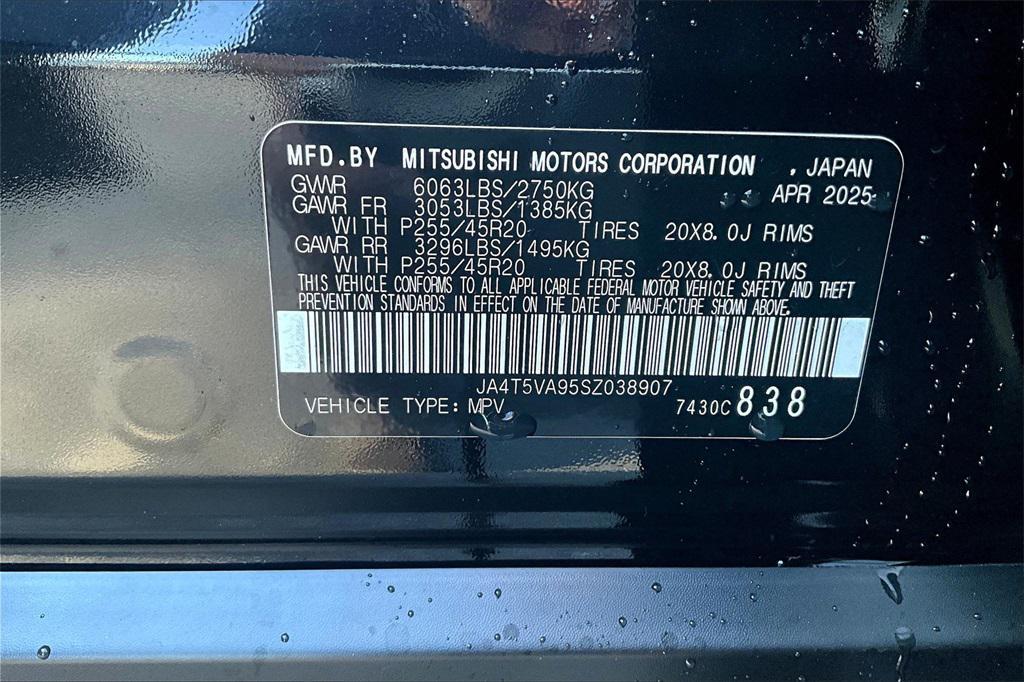 MFD.BY MITSUBISHI MOTORS CORPORATION , JAPAN
GVWR 6063LBS/2750KG APR 2025
GAWR FR 3053LBS/1385KG
WITH P255/45R20 TIRES 20X8.0J RIMS
GAWR RR 3296LBS/1495KG
WITH P255/45R20 TIRES 20X8.0J RIMS
THIS VEHICLE CONFORMS TO ALL APPLICABLE FEDERAL MOTOR VEHICLE SAFETY AND THEFT
PREVENTION STANDARDS IN EFFECT ON THE DATE OF MANUFACTURE SHOWN ABOVE.
JA4T5VA95SZ038907
VEHICLE TYPE: MPV 7430C 838